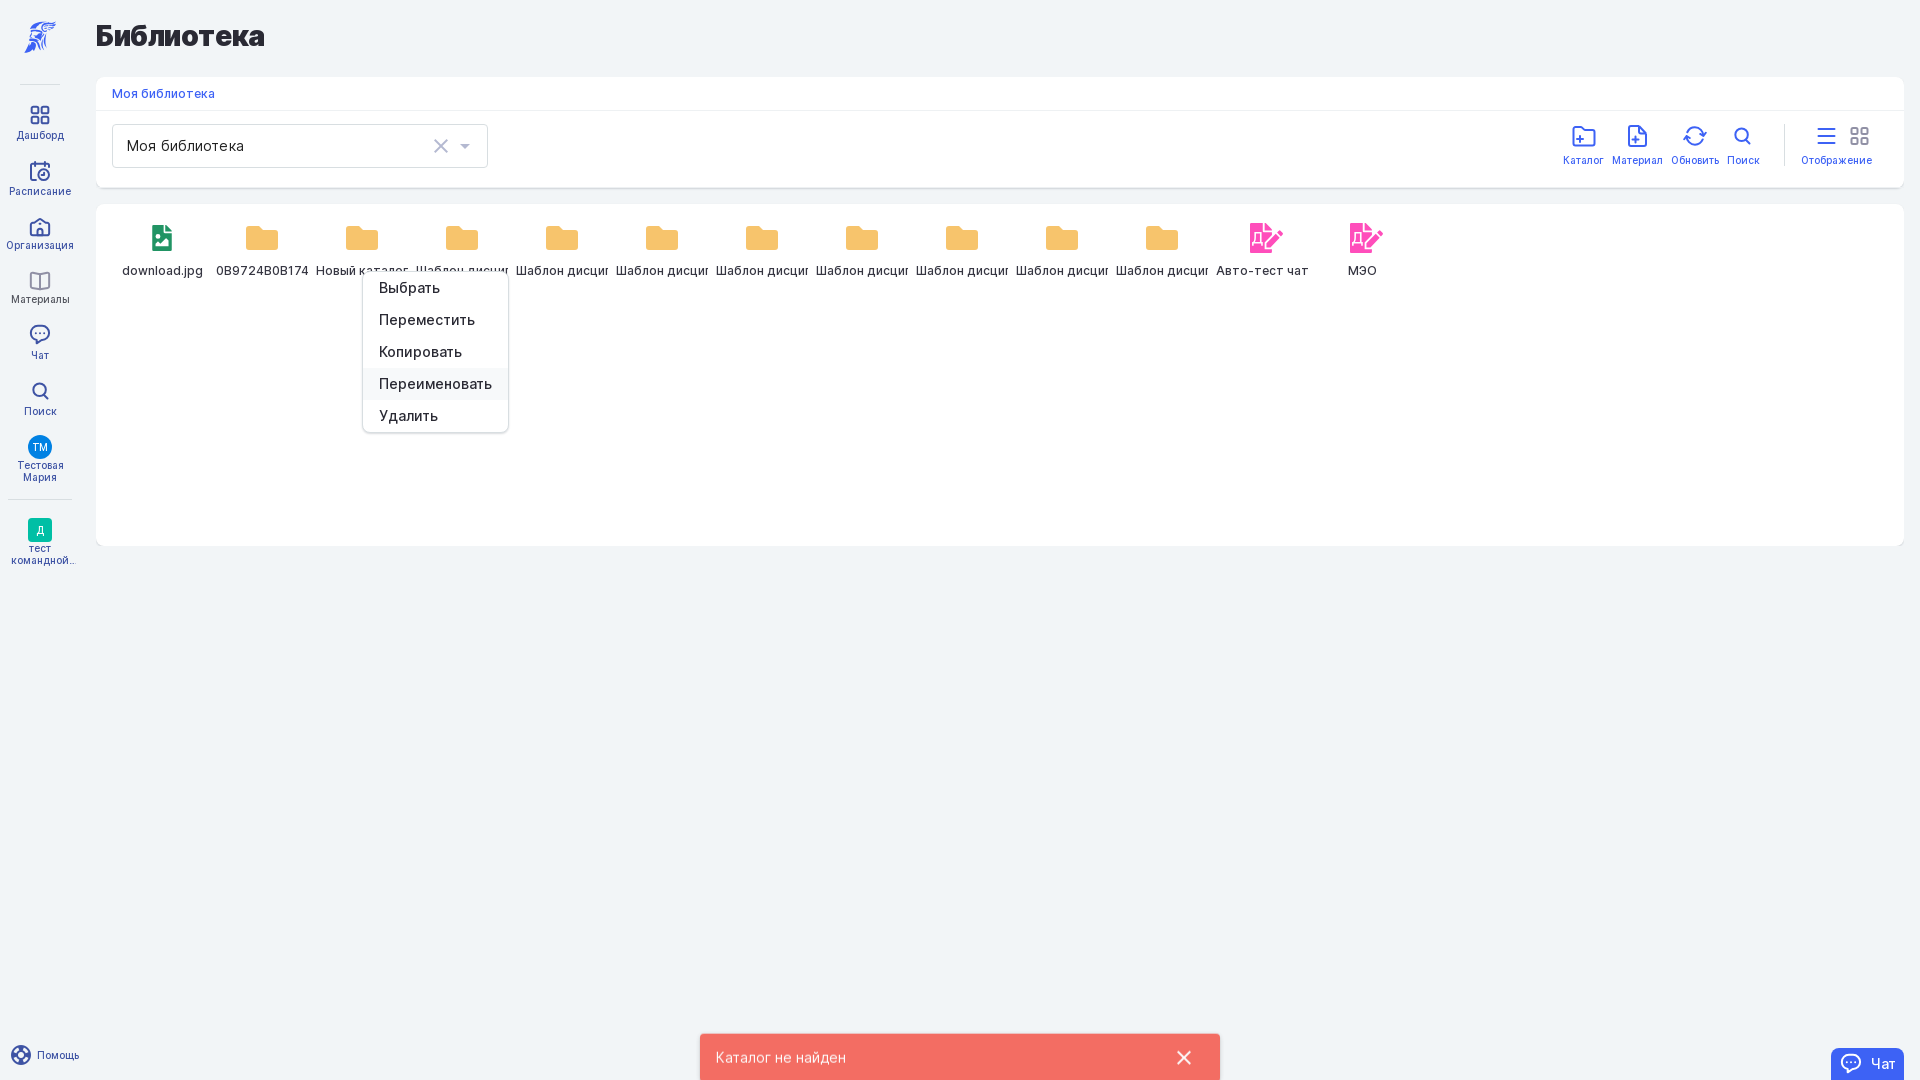 Библиотека
Моя библиотека
Моя библиотека
Каталог
Материал
Обновить
Поиск
Отображение
Дашборд
Расписание
Организация
Материалы
Чат
Поиск
ТМ
Тестовая
Мария
Д
тест
командной...
Помощь
download.jpg
0B9724B0B174
Новый каталог
Шаблон дисцип
Шаблон дисцип
Шаблон дисцип
Шаблон дисцип
Шаблон дисцип
Шаблон дисцип
Шаблон дисцип
Шаблон дисцип
Д
Авто-тест чат
Д
МЭО
Выбрать
Переместить
Копировать
Переименовать
Удалить
Каталог не найден
Чат